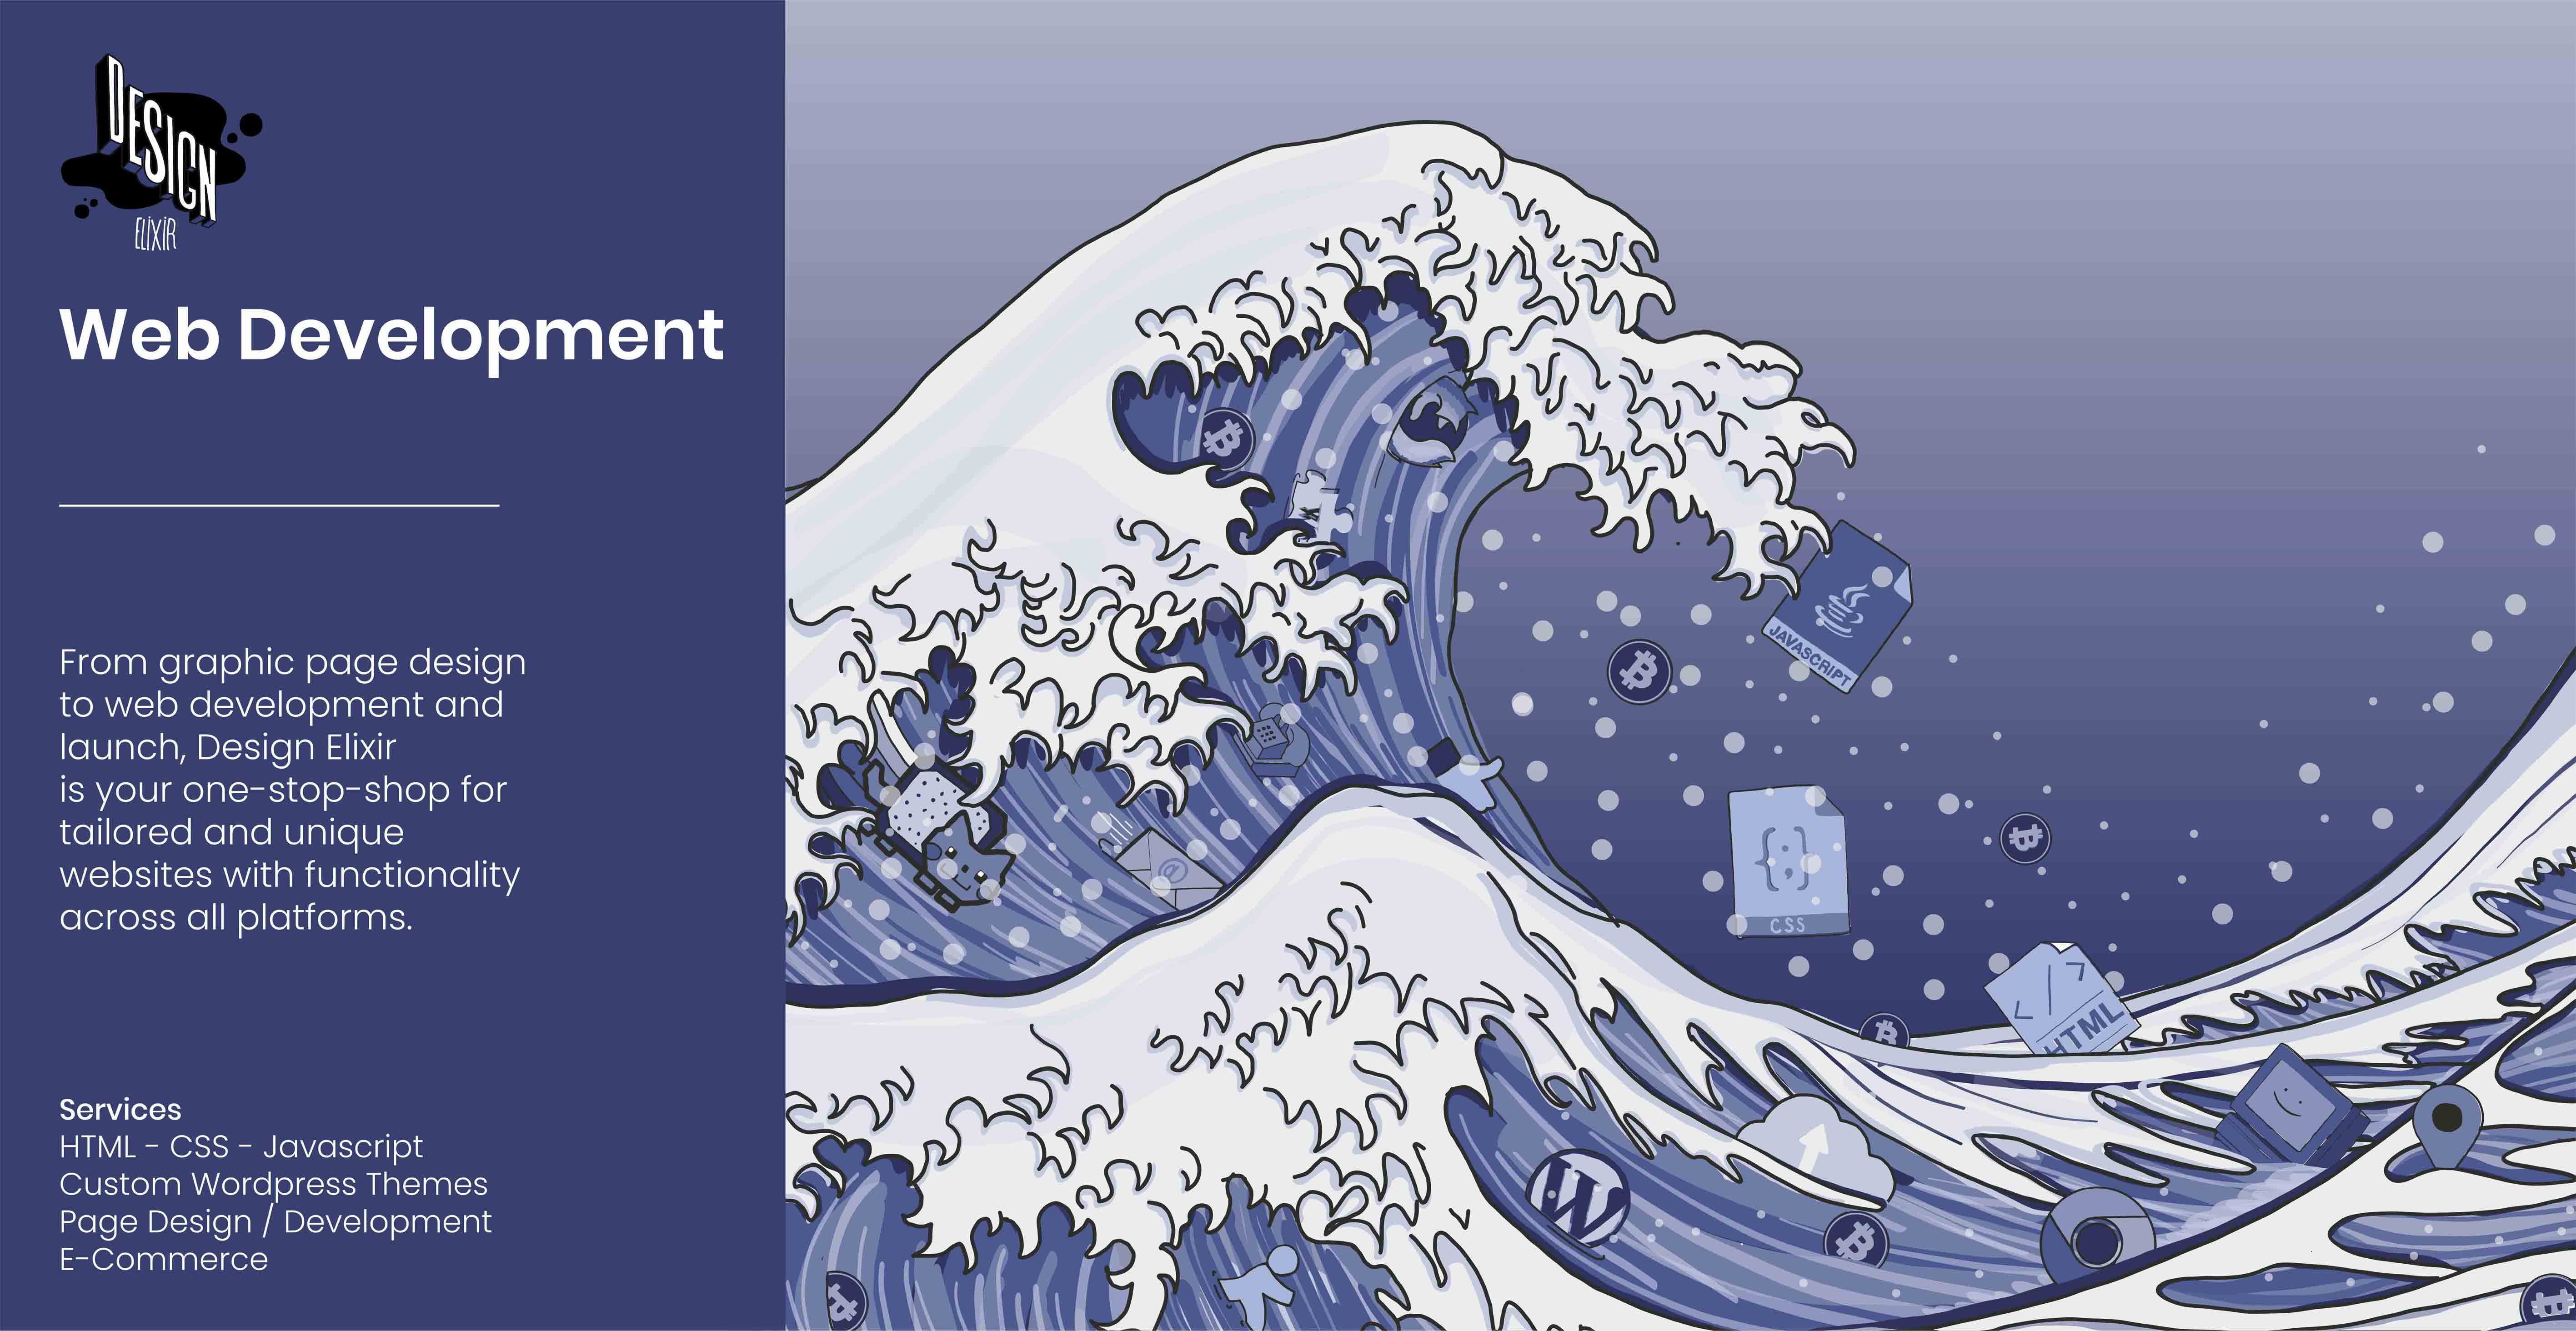 DESIGN
ELIXIR
Web Development
From graphic page design
to web development and
launch, Design Elixir
is your one-stop-shop for
tailored and unique
websites with functionality
across all platforms.
Services
HTML - CSS - Javascript
Custom Wordpress Themes
Page Design / Development
E-Commerce
JAVASCRIPT
{;}
CSS
</>
HTML
@
W